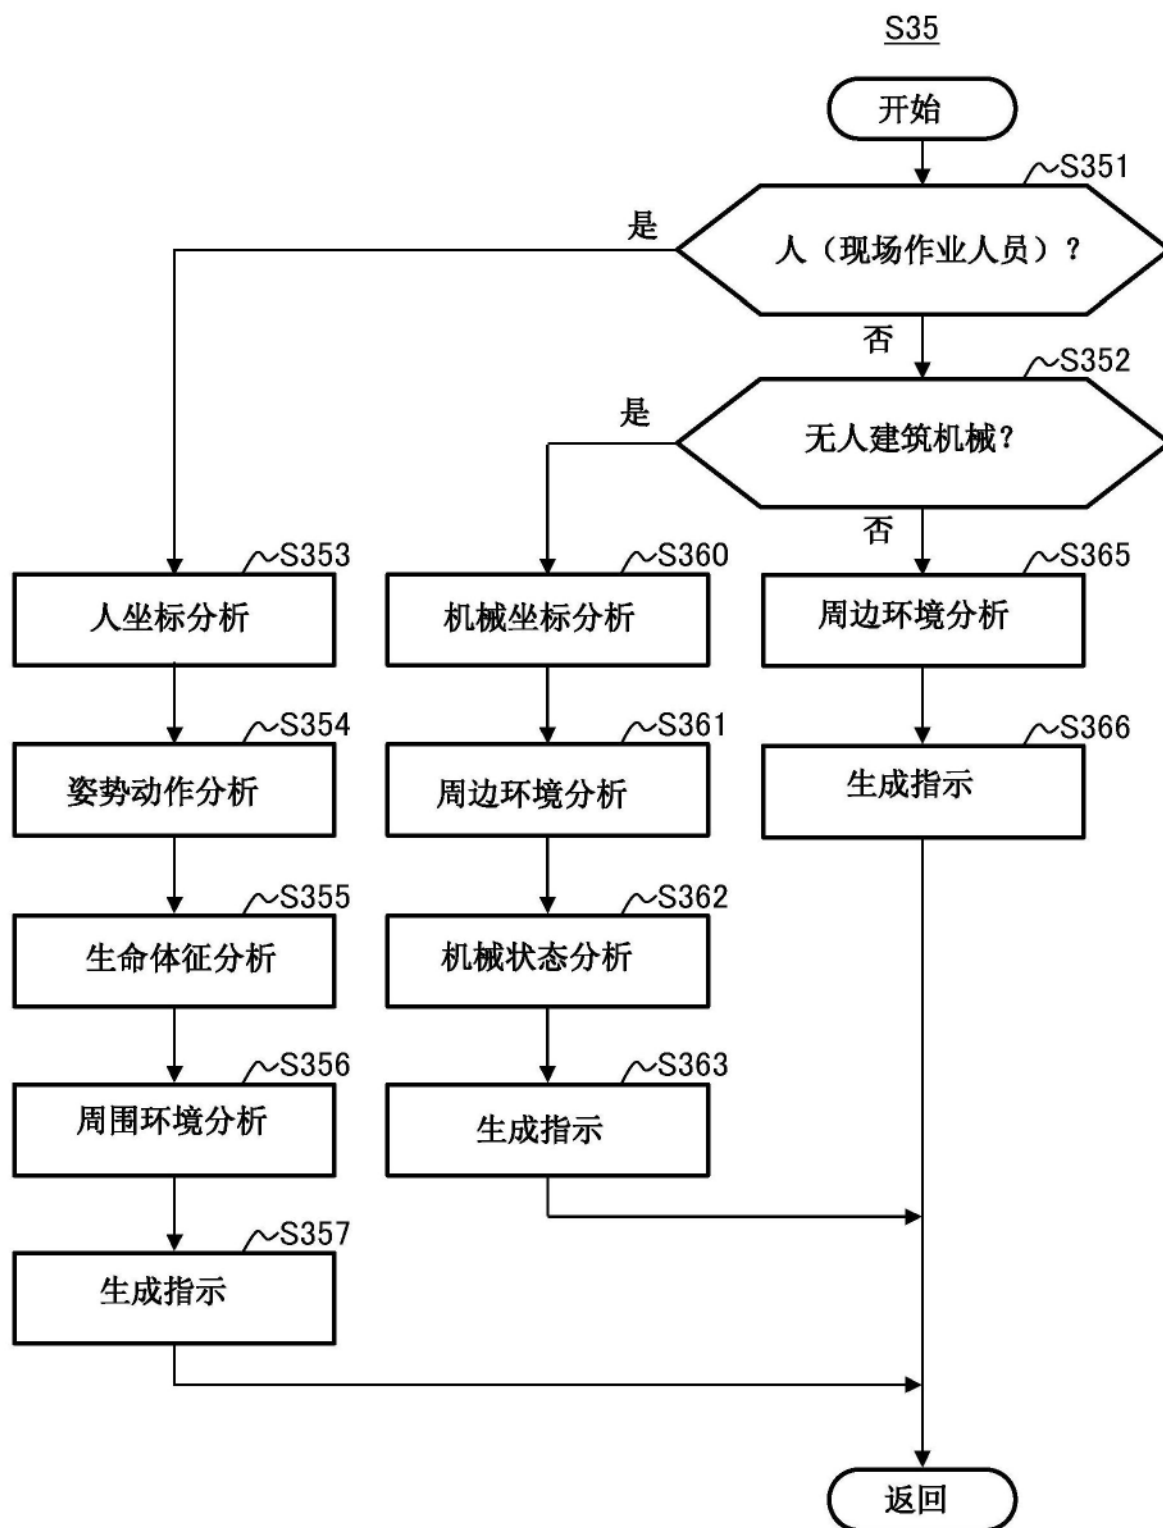 S35
开始
S351
人（现场作业人员）？
是
否
S352
无人建筑机械？
是
否
S353
人坐标分析
S354
姿势动作分析
S355
生命体征分析
S356
周围环境分析
S357
生成指示
S360
机械坐标分析
S361
周边环境分析
S362
机械状态分析
S363
生成指示
S365
周边环境分析
S366
生成指示
返回